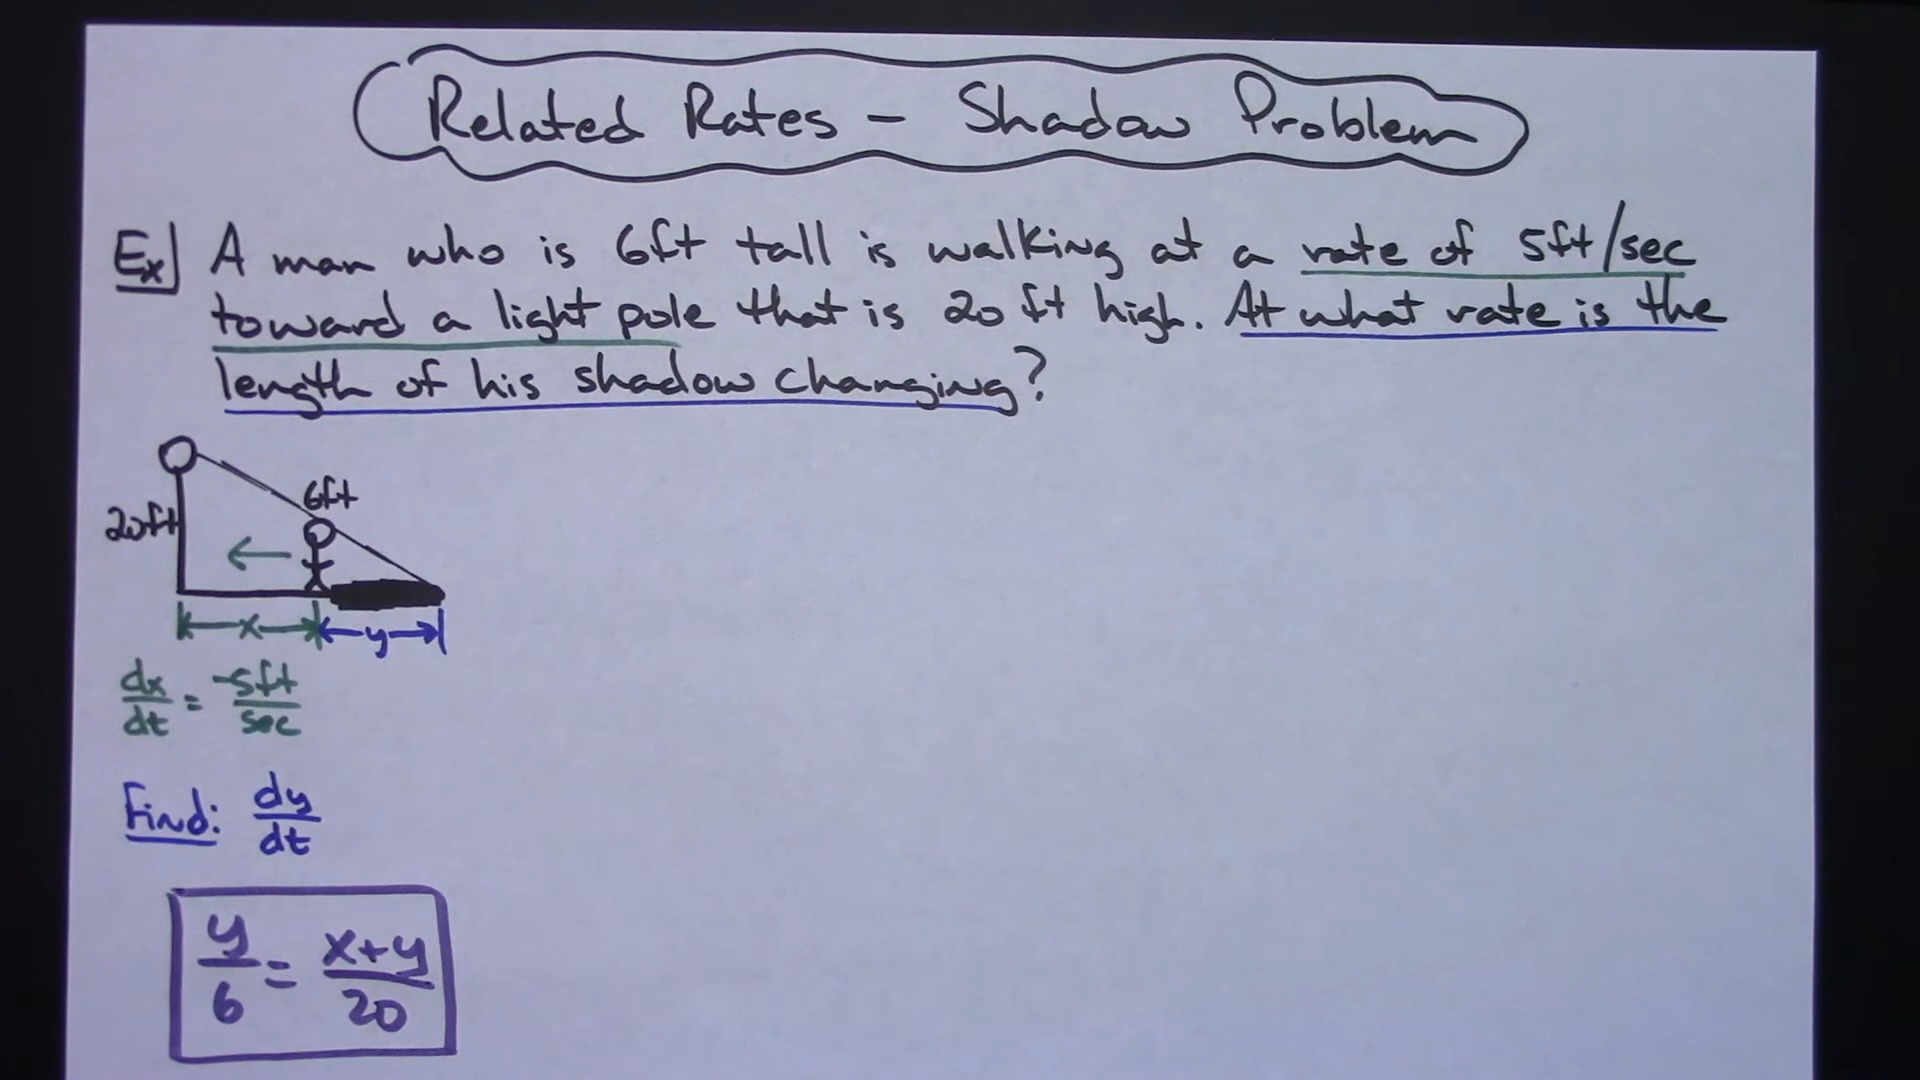 Related Rates - Shadow Problem
Ex] A man who is 6ft tall is walking at a rate of 5ft/sec
toward a light pole that is 20 ft high. At what rate is the
length of his shadow changing?
6ft
20ft
x
y
dx/dt = -5ft/sec
Find: dy/dt
y/6 = x+y/20